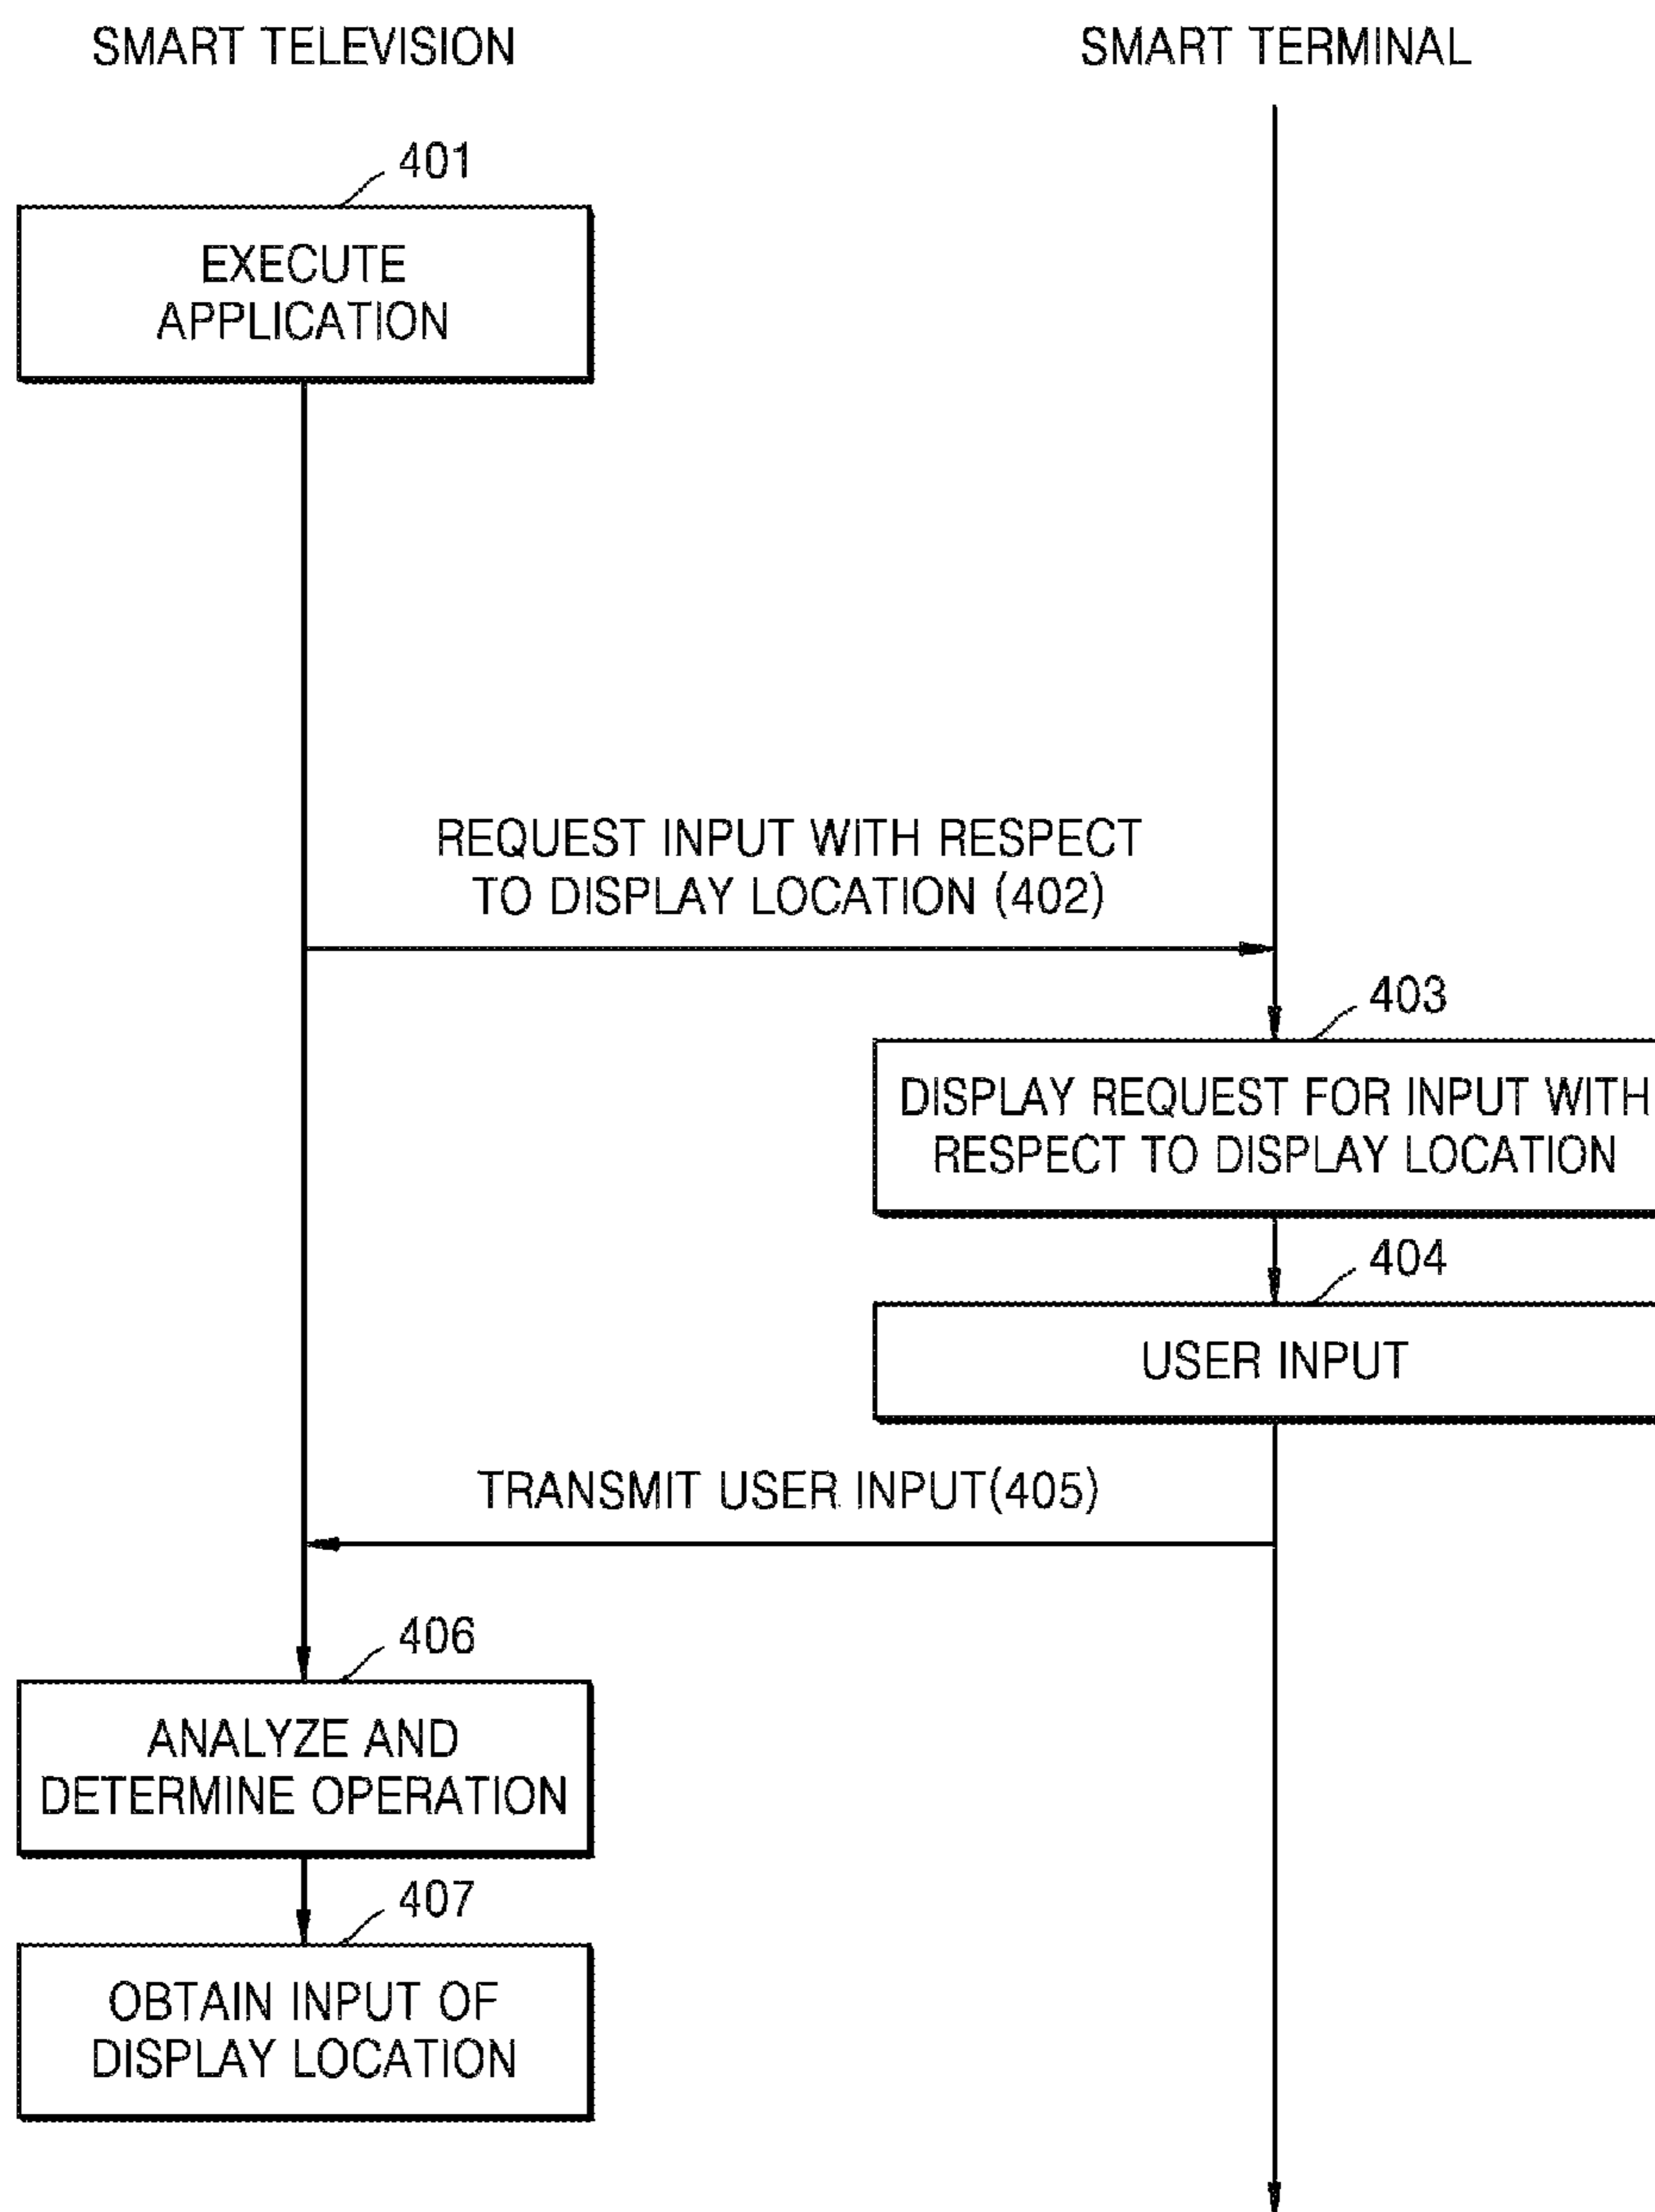 SMART TELEVISION
SMART TERMINAL
401
EXECUTE
APPLICATION
REQUEST INPUT WITH RESPECT
TO DISPLAY LOCATION (402)
403
DISPLAY REQUEST FOR INPUT WITH
RESPECT TO DISPLAY LOCATION
404
USER INPUT
TRANSMIT USER INPUT(405)
406
ANALYZE AND
DETERMINE OPERATION
407
OBTAIN INPUT OF
DISPLAY LOCATION